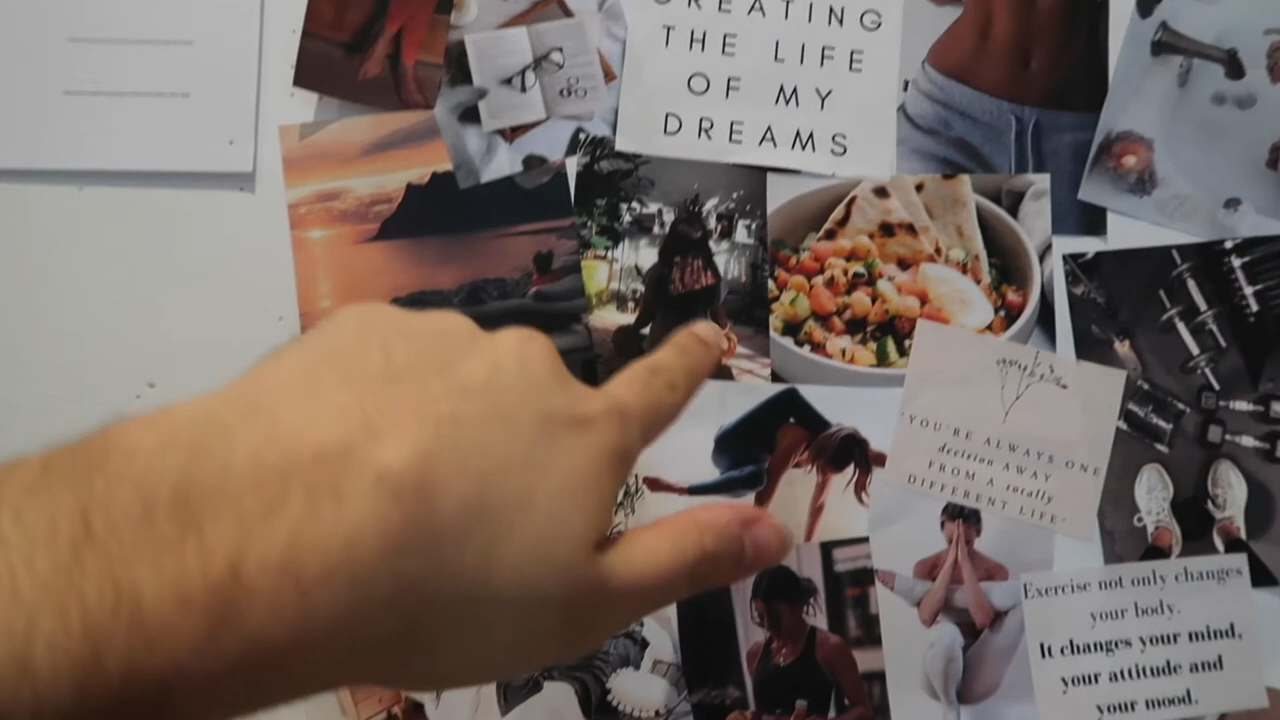 CREATING
THE LIFE
OF MY
DREAMS
"YOU'RE ALWAYS ONE
decision AWAY
FROM A totally
DIFFERENT LIFE"
Exercise not only changes
your body.
It changes your mind,
your attitude and
your mood.